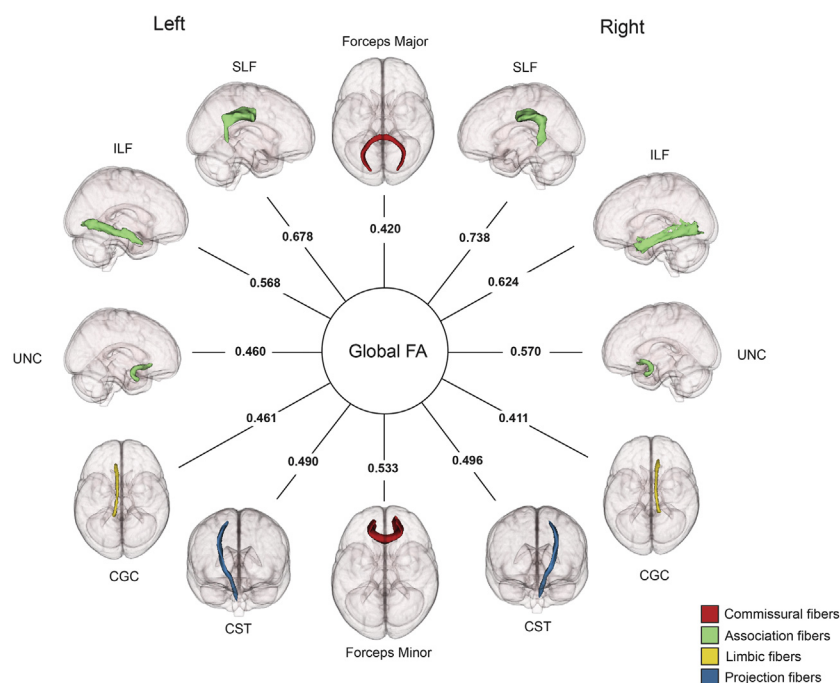 Left
Right
Forceps Major
SLF
SLF
ILF
ILF
0.678
0.420
0.738
0.568
0.624
UNC
0.460
Global FA
0.570
UNC
0.461
0.411
0.490
0.533
0.496
CGC
CGC
CST
CST
Forceps Minor
Commissural fibers
Association fibers
Limbic fibers
Projection fibers